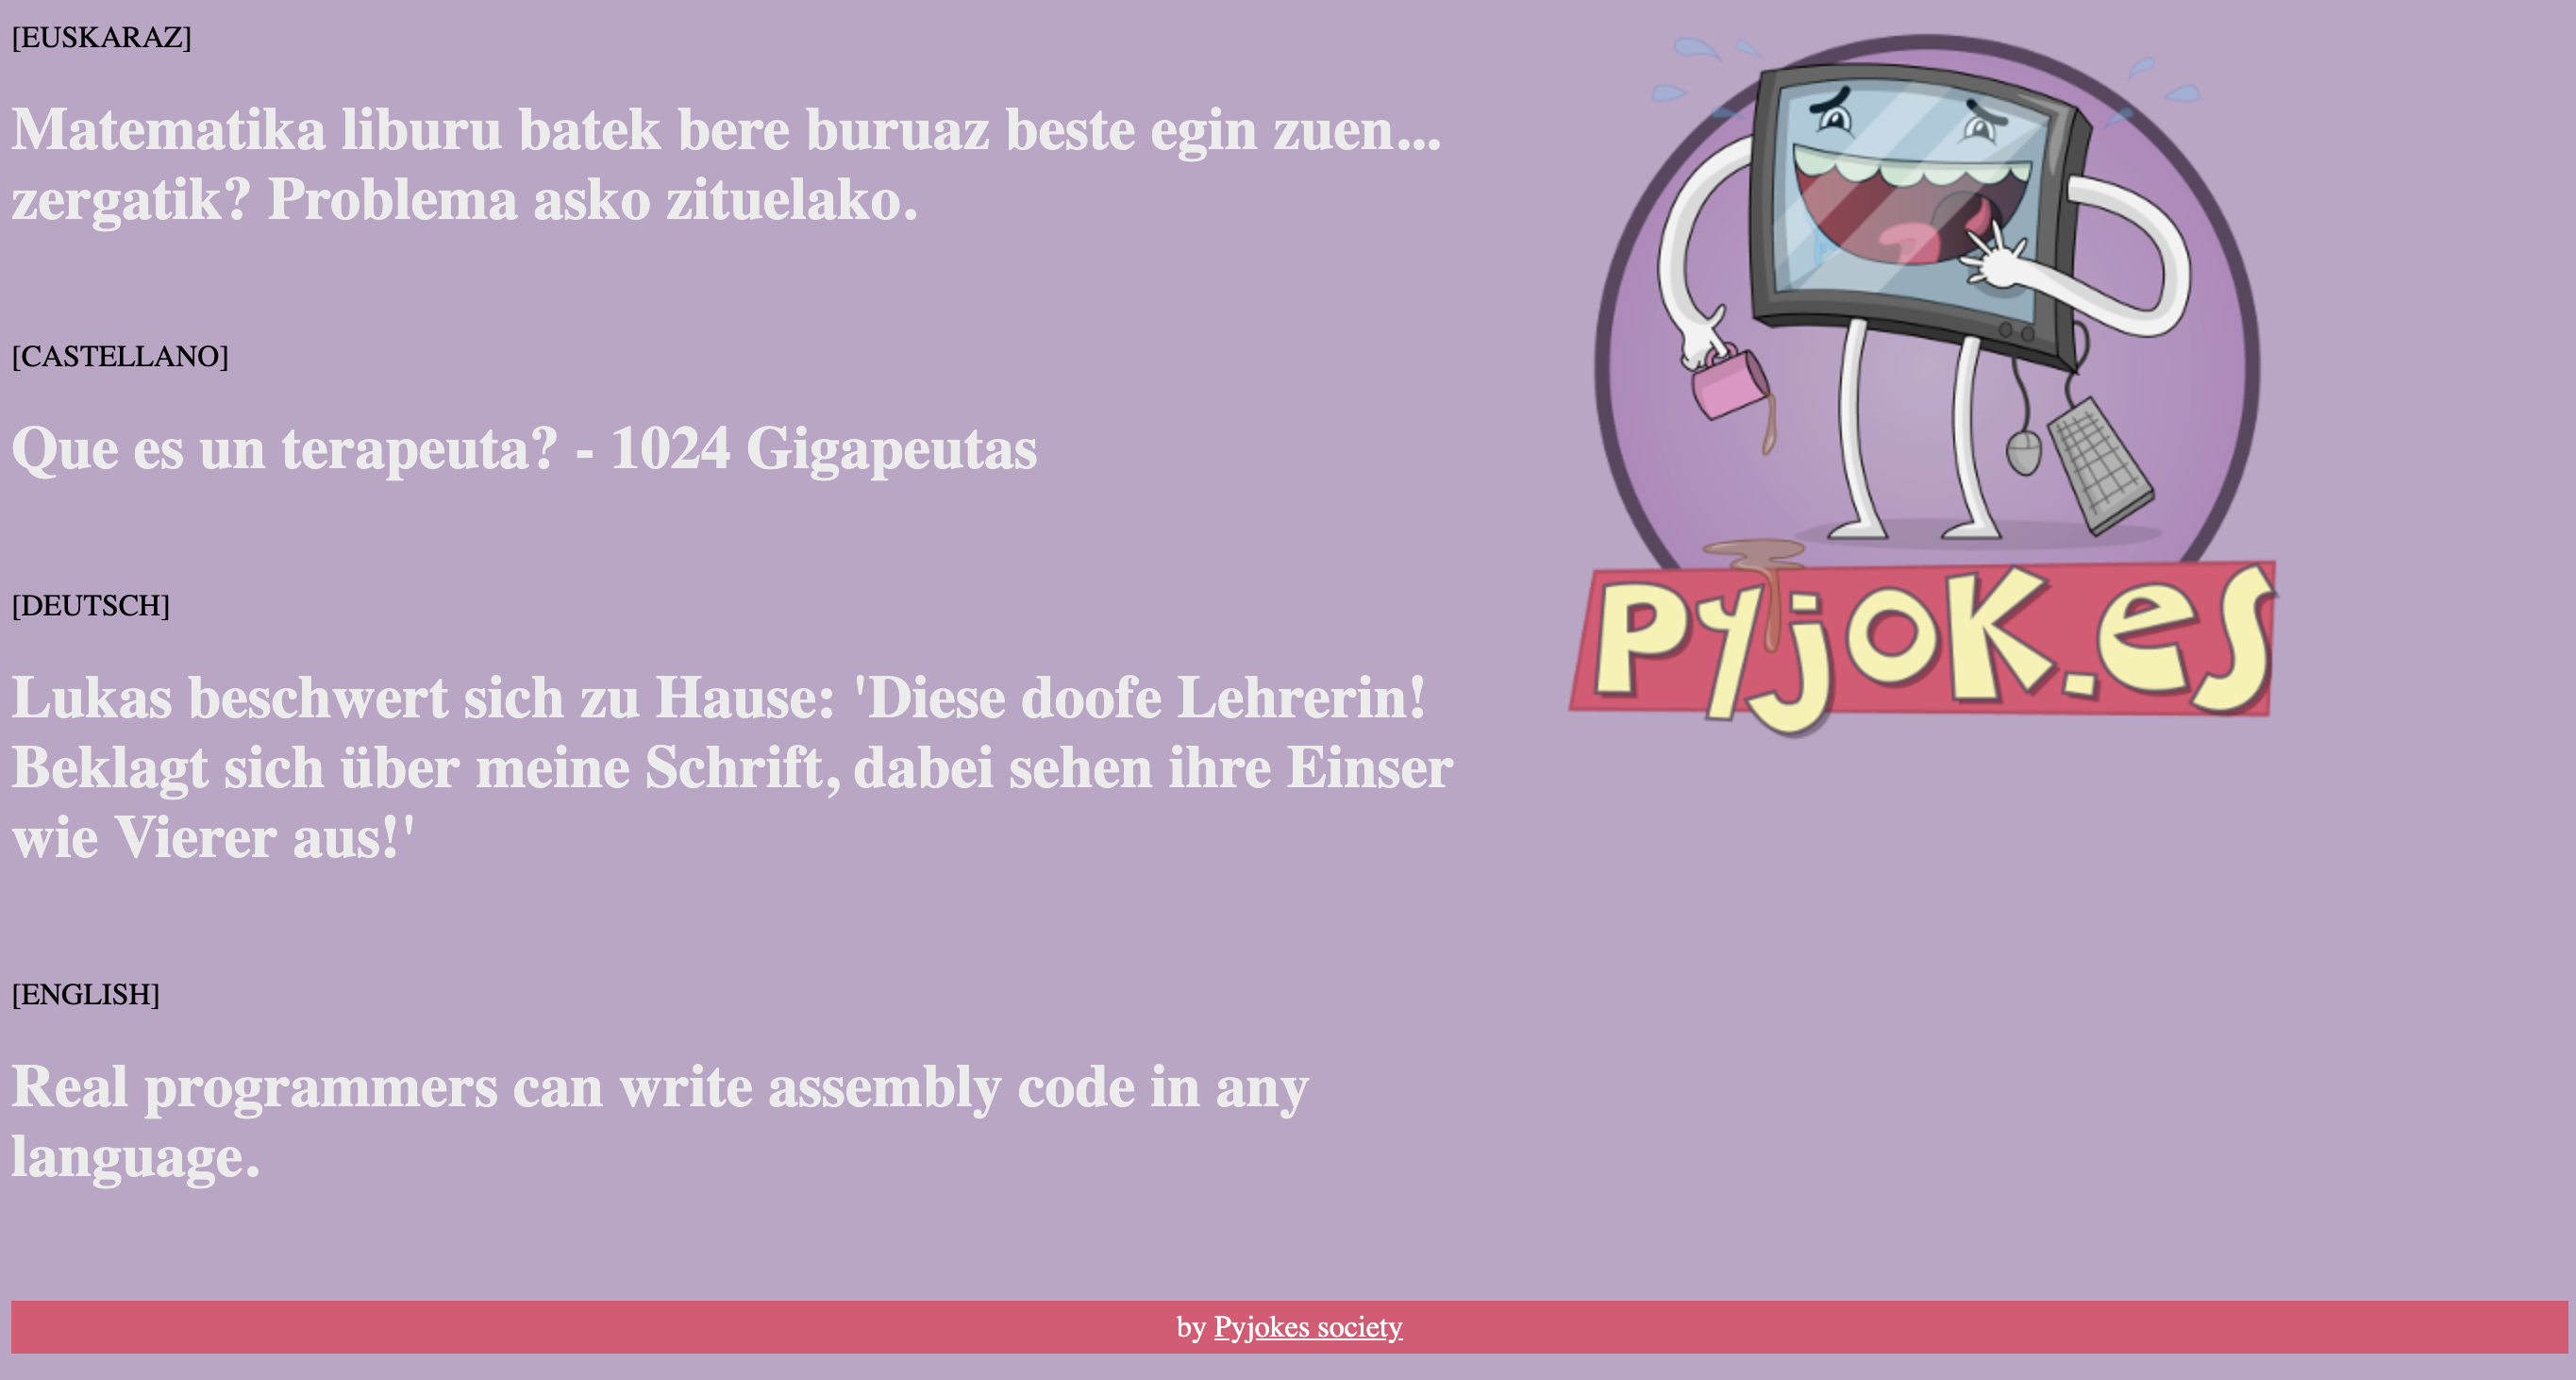 [EUSKARAZ]
Matematika liburu batek bere buruaz beste egin zuen...
zergatik? Problema asko zituelako.
[CASTELLANO]
Que es un terapeuta? - 1024 Gigapeutas
[DEUTSCH]
Lukas beschwert sich zu Hause: 'Diese doofe Lehrerin!
Beklagt sich über meine Schrift, dabei sehen ihre Einser
wie Vierer aus!'
[ENGLISH]
Real programmers can write assembly code in any
language.
PYjOK.eS
by Pyjokes society